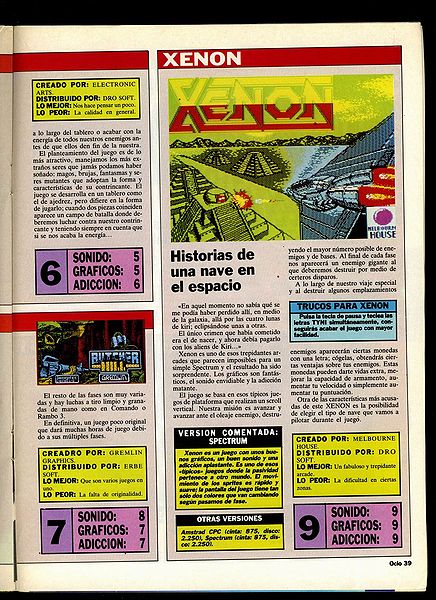 CREADO POR: ELECTRONIC
ARTS.
DISTRIBUIDO POR: DRO SOFT.
LO MEJOR: Nos hace pensar un poco.
LO PEOR: La calidad en general.
a lo largo del tablero o acabar con la
energía de todos nuestros enemigos an-
tes de que ellos den fin de la nuestra.
El planteamiento del juego es de lo
más atractivo, manejamos los más ex-
traños seres que jamás podamos haber
soñado: magos, brujas, fantasmas y se-
res mutantes que adoptan la forma y
características de su contrincante. El
juego se desarrolla en un tablero como
el de ajedrez, pero difiere en la forma
de jugarlo; cuando dos piezas coinciden
aparece un campo de batalla donde de-
beremos luchar contra nuestro contrin-
cante y teniendo siempre en cuenta que
si se nos acaba la energía...
6
SONIDO: 5
GRAFICOS: 5
ADICCION: 6
BUTCHER
HILL
GREMLIN
El resto de las fases son muy varia-
das y hay luchas a tiro limpio y grana-
das de mano como en Comando o
Rambo 3.
En definitiva, un juego poco original
que dará muchas horas de juego debi-
do a sus múltiples fases.
CREADRO POR: GREMLIN
GRAPHICS.
DISTRIBUIDO POR: ERBE
SOFT.
LO MEJOR: Que son varios juegos en
uno.
LO PEOR: La falta de originalidad.
7
SONIDO: 8
GRAFICOS: 7
ADICCION: 7
XENON
XENON
MELBOURNE
HOUSE
Historias de
una nave en
el espacio
«En aquel momento no sabía qué se
me podía haber perdido allí, en medio
de la galaxia, allá por las cuatro lunas
de kiri; eclipsándose unas a otras.
El único crimen que había cometido
era el de nacer, y ahora debía pagarlo
con los aliens de Kiri...»
Xenon es uno de esos trepidantes ar-
cades que parecen imposibles para un
simple Spectrum y el resultado ha sido
sorprendente. Los gráficos son fantás-
ticos, el sonido envidiable y la adicción
matante.
El juego se basa en esos típicos jue-
gos de plataforma que realizan un scroll
vertical. Nuestra misión es avanzar y
avanzar ante el oleaje enemigo, destru-
VERSION COMENTADA:
SPECTRUM
Xenon es un juego con unos bue-
nos gráficos, un buen sonido y una
adicción aplastante. Es uno de esos
«típicos» juegos donde la pasividad
pertenece a otro mundo. El movi-
miento de los sprites es rápido y
suave; la pantalla del juego tiene tan
sólo dos colores que van cambiando
según pasamos de fase.
OTRAS VERSIONES
Amstrad CPC (cinta: 875, disco:
2.250), Spectrum (cinta: 875, dis-
co: 2.250).
yendo el mayor número posible de ene-
migos y de bases. Al final de cada fase
nos aparecerá un enemigo gigante al
que deberemos destruir por medio de
certeros disparos.
A lo largo de nuestro viaje especial
y al destruir algunos emplazamientos
TRUCOS PARA XENON
Pulsa la tecla de pausa y teclea las
letras TYNI simultáneamente, con-
seguirás acabar el juego con mayor
facilidad.
enemigos aparecerán ciertas monedas
con una letra; cógelas, obtendrás cier-
tas ventajas sobre tus enemigos. Estas
monedas pueden darte vidas extra, me-
jorar la capacidad de armamento, au-
mentar tu velocidad o simplemente au-
mentar tu puntuación.
Otra de las características más acusa-
das de este XENON es la posibilidad
de elegir el tipo de nave que vamos a
pilotar durante el juego.
CREADO POR: MELBOURNE
HOUSE.
DISTRIBUIDO POR: DRO
SOFT.
LO MEJOR: Un fabuloso y trepidante
arcade.
LO PEOR: La dificultad en ciertas
zonas.
9
SONIDO: 9
GRAFICOS: 9
ADICCION: 9
Ocio 39